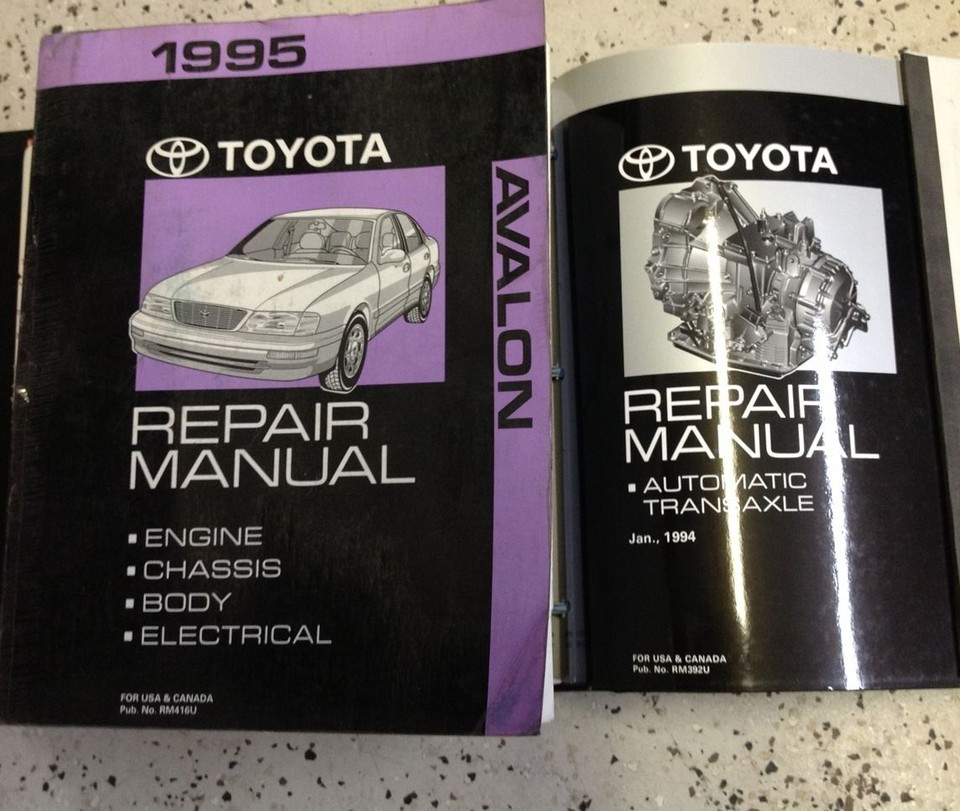 1995
TOYOTA
AVALON
REPAIR
MANUAL
▪ ENGINE
▪ CHASSIS
▪ BODY
▪ ELECTRICAL
FOR USA & CANADA
Pub. No. RM416U
TOYOTA
REPAIR
MANUAL
▪ AUTOMATIC
TRANSAXLE
Jan., 1994
FOR USA & CANADA
Pub. No. RM392U